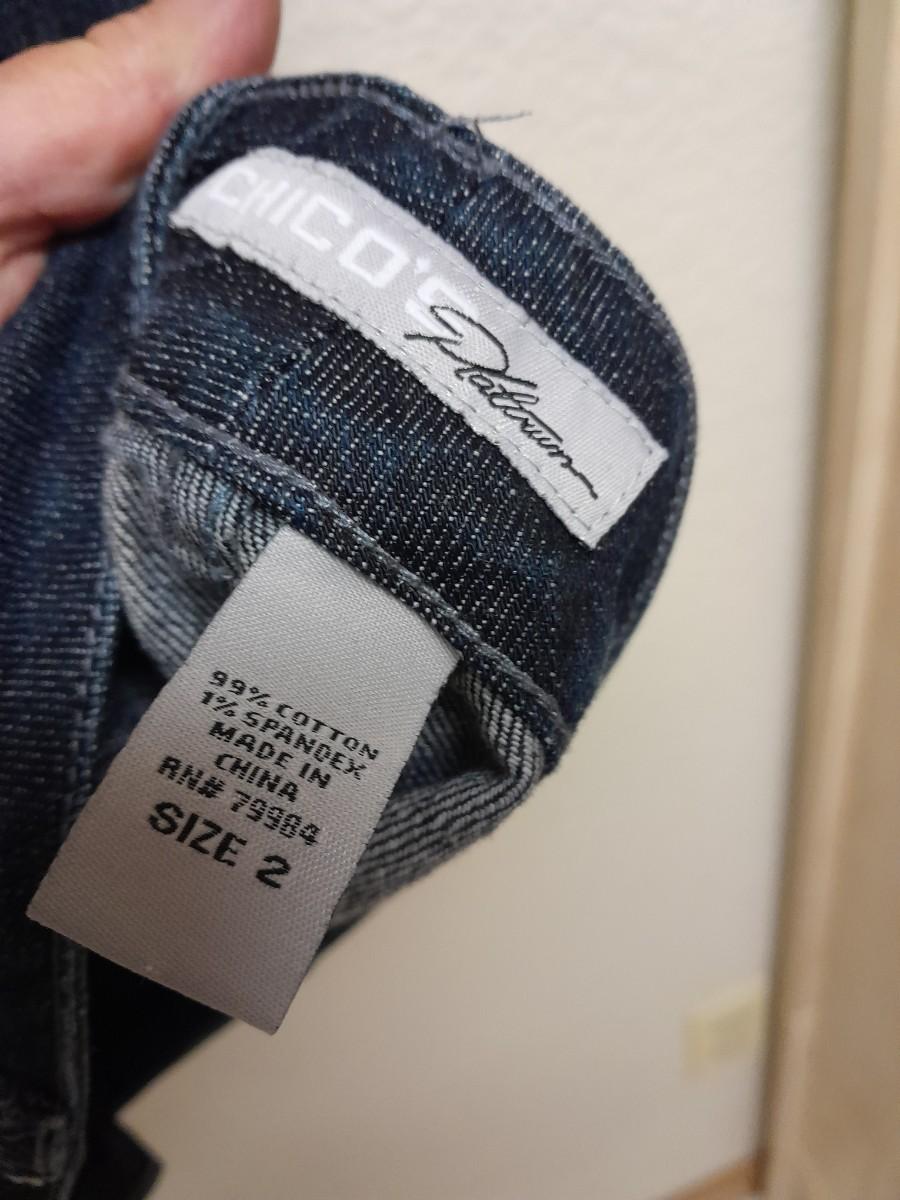 CHICO'S
Platinum
99% COTTON
1% SPANDEX
MADE IN
CHINA
RN# 79984
SIZE 2